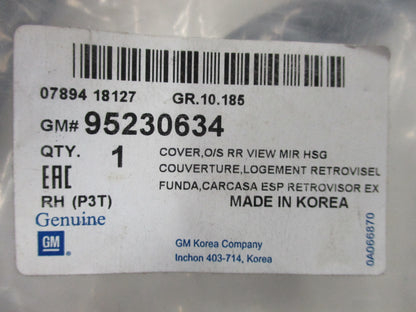 07894 18127 GR.10.185
GM# 95230634
QTY. 1 COVER,O/S RR VIEW MIR HSG
COUVERTURE,LOGEMENT RETROVISEU
EAC FUNDA,CARCASA ESP RETROVISOR EX
RH (P3T) MADE IN KOREA
Genuine
GM
GM Korea Company
Inchon 403-714, Korea
0A066870